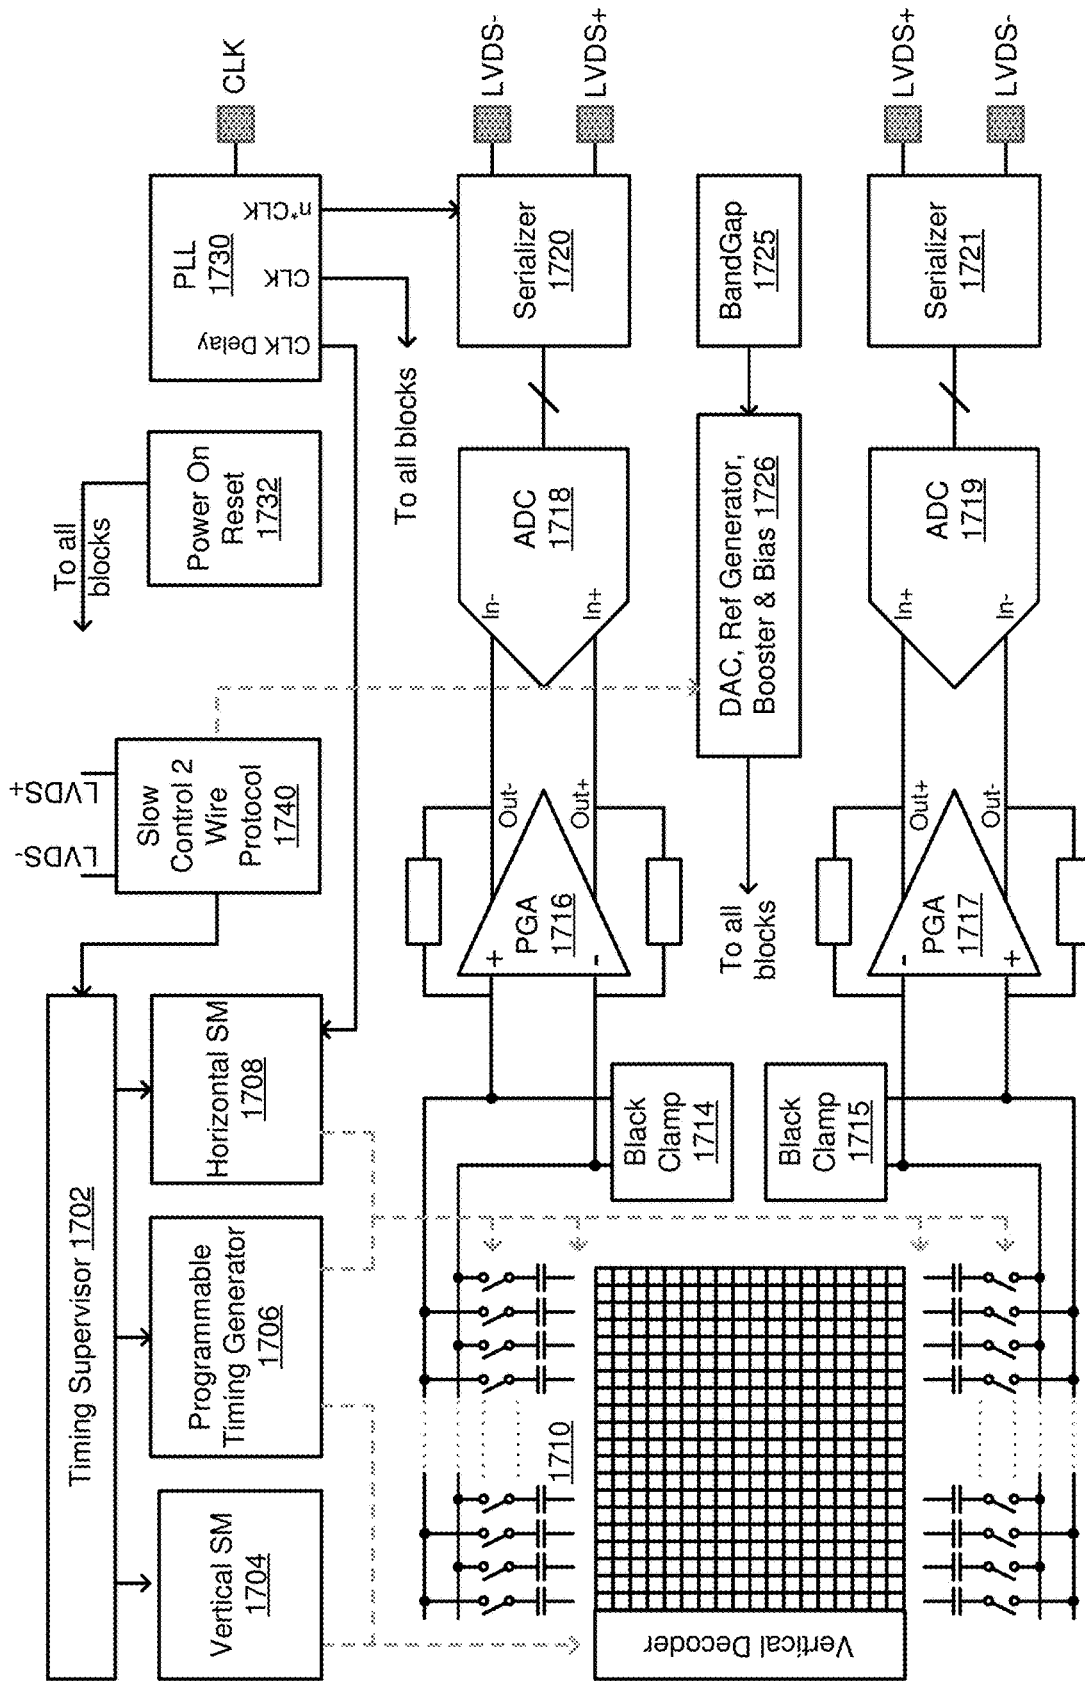 Timing Supervisor 1702
Vertical SM
1704
Programmable
Timing Generator
1706
Horizontal SM
1708
LVDS-
LVDS+
Slow
Control 2
Wire
Protocol
1740
To all
blocks
Power On
Reset
1732
PLL
1730
CLK Delay
CLK
n*CLK
CLK
To all blocks
1710
Vertical Decoder
Black
Clamp
1714
Black
Clamp
1715
+
-
PGA
1716
Out-
Out+
In-
In+
ADC
1718
Serializer
1720
LVDS-
LVDS+
To all
blocks
DAC, Ref Generator,
Booster & Bias 1726
BandGap
1725
-
+
PGA
1717
Out+
Out-
In+
In-
ADC
1719
Serializer
1721
LVDS+
LVDS-